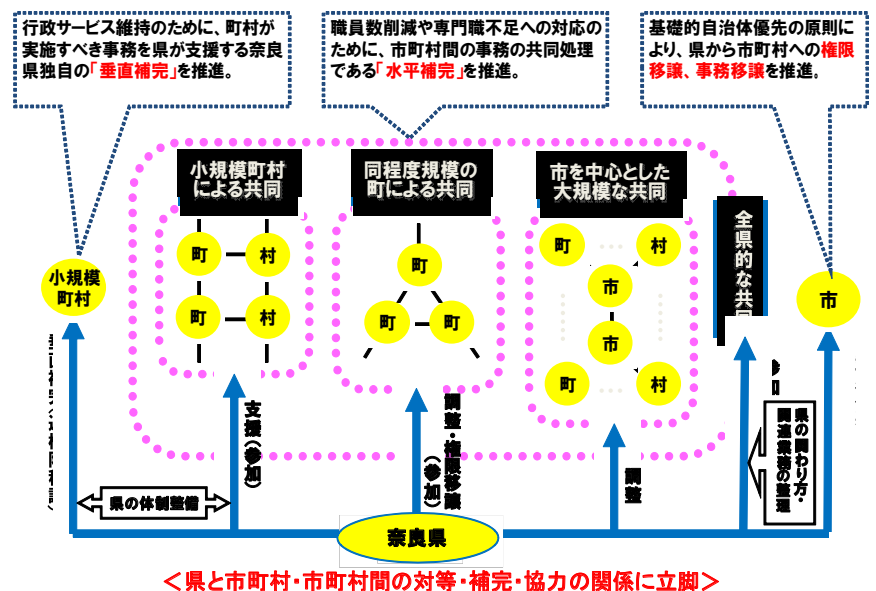 行政サービス維持のために、町村が
実施すべき事務を県が支援する奈良
県独自の「垂直補完」を推進。
職員数削減や専門職不足への対応の
ために、市町村間の事務の共同処理
である「水平補完」を推進。
基礎的自治体優先の原則に
より、県から市町村への権限
移譲、事務移譲を推進。
小規模町村
による共同
同程度規模の
町による共同
市を中心とした
大規模な共同
全県的な共同
小規模
町村
町
村
町
村
町
町
町
町
村
市
市
町
村
市
支援(参加)
調整・権限移譲
(参加)
調整
参加
県の関わり方・
関連業務の整理
県の体制整備
奈良県
＜県と市町村・市町村間の対等・補完・協力の関係に立脚＞